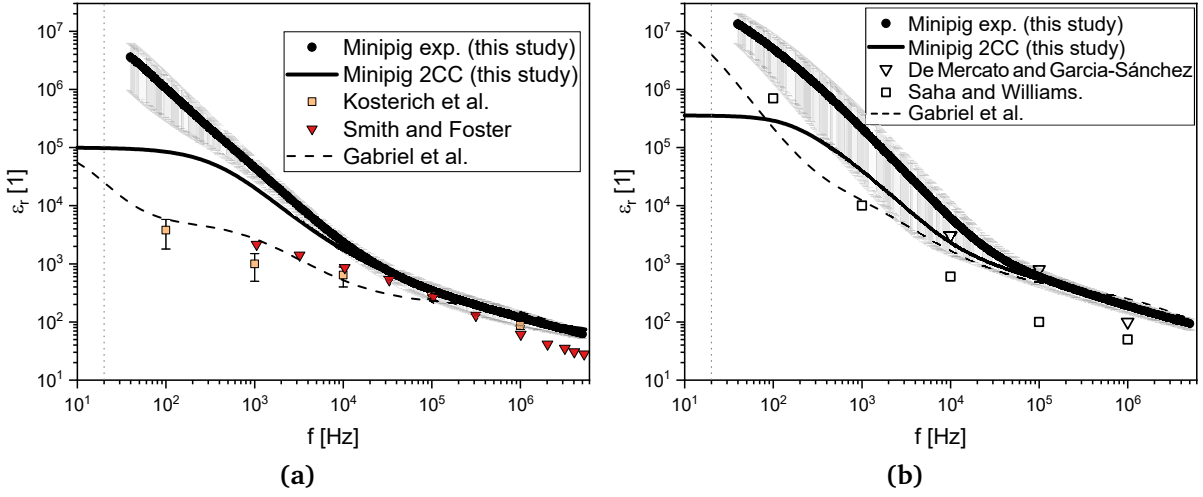 10⁷
10⁶
10⁵
10⁴
10³
10²
10¹
εᵣ [1]
Minipig exp. (this study)
Minipig 2CC (this study)
Kosterich et al.
Smith and Foster
Gabriel et al.
10¹ 10² 10³ 10⁴ 10⁵ 10⁶
f [Hz]
(a)
10⁷
10⁶
10⁵
10⁴
10³
10²
10¹
εᵣ [1]
Minipig exp. (this study)
Minipig 2CC (this study)
De Mercato and Garcia-Sánchez
Saha and Williams.
Gabriel et al.
10¹ 10² 10³ 10⁴ 10⁵ 10⁶
f [Hz]
(b)